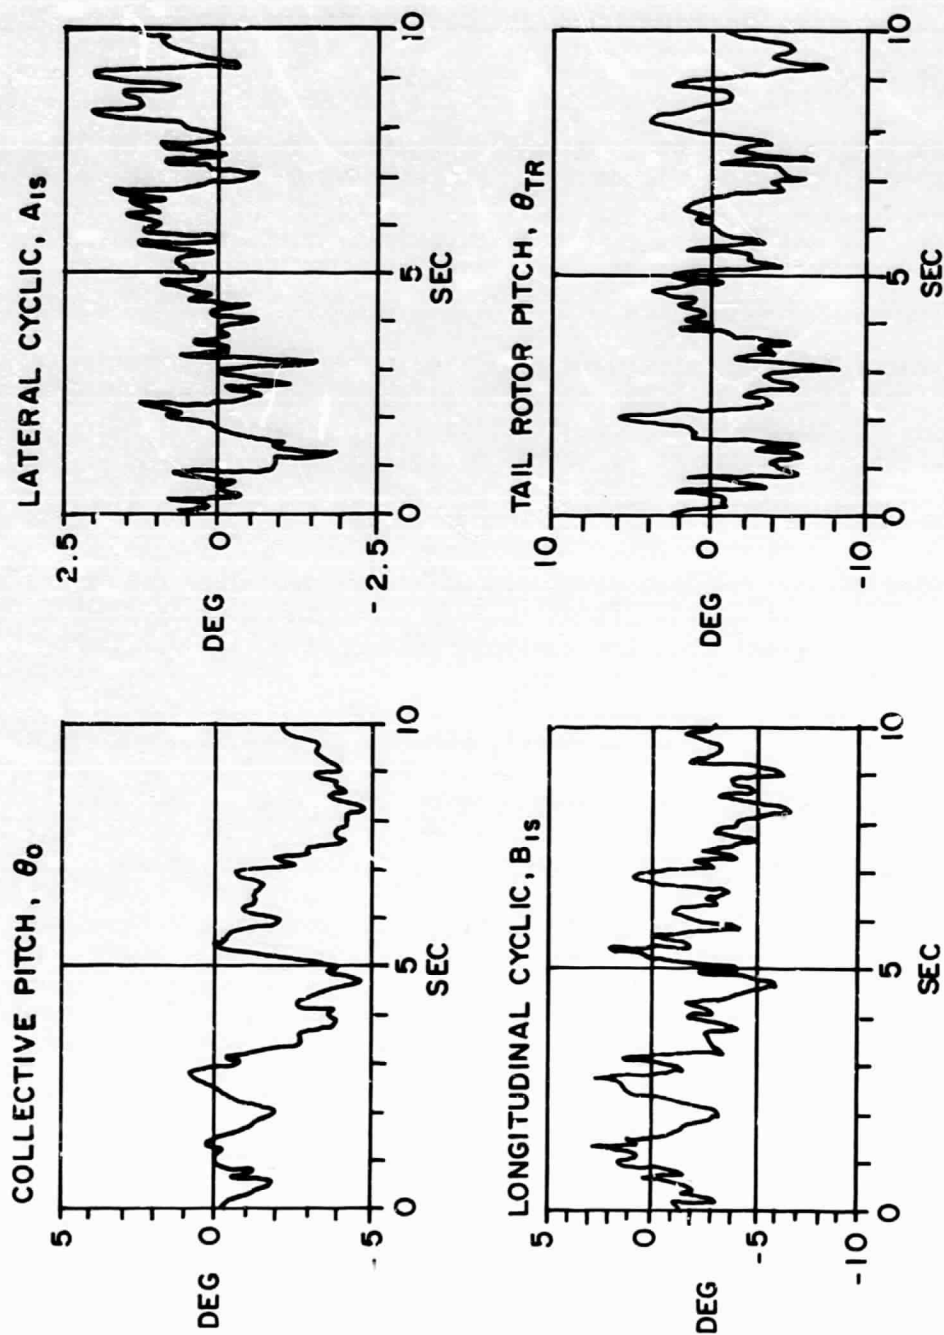 COLLECTIVE PITCH, θ₀
5
0
-5
DEG
0
5
10
SEC
LATERAL CYCLIC, A₁ₛ
2.5
0
-2.5
DEG
0
5
10
SEC
LONGITUDINAL CYCLIC, B₁ₛ
5
0
-5
-10
DEG
0
5
10
SEC
TAIL ROTOR PITCH, θTR
10
0
-10
DEG
0
5
10
SEC